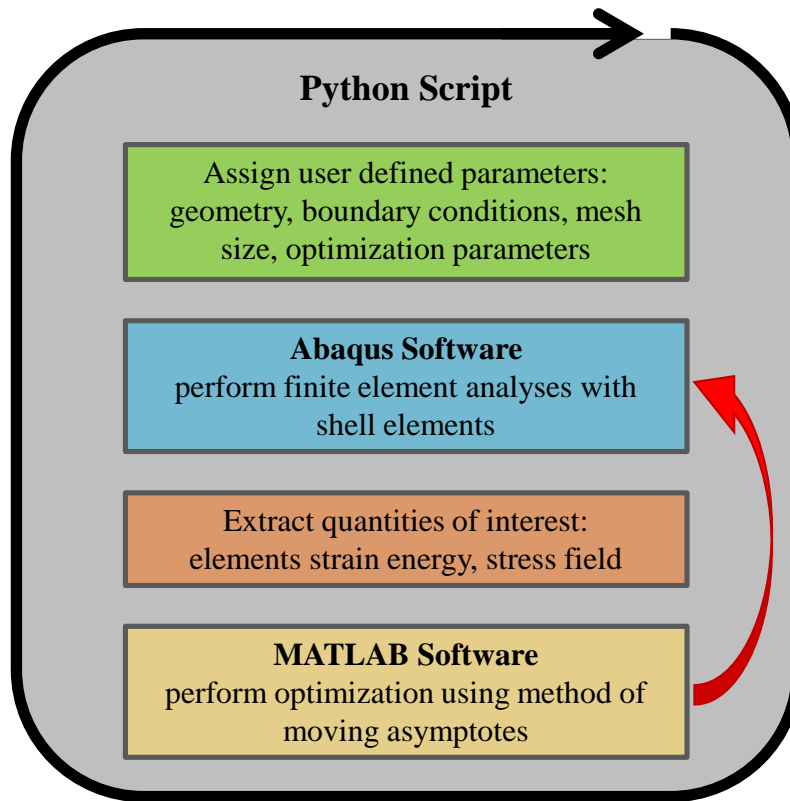 Python Script
Assign user defined parameters:
geometry, boundary conditions, mesh
size, optimization parameters
Abaqus Software
perform finite element analyses with
shell elements
Extract quantities of interest:
elements strain energy, stress field
MATLAB Software
perform optimization using method of
moving asymptotes